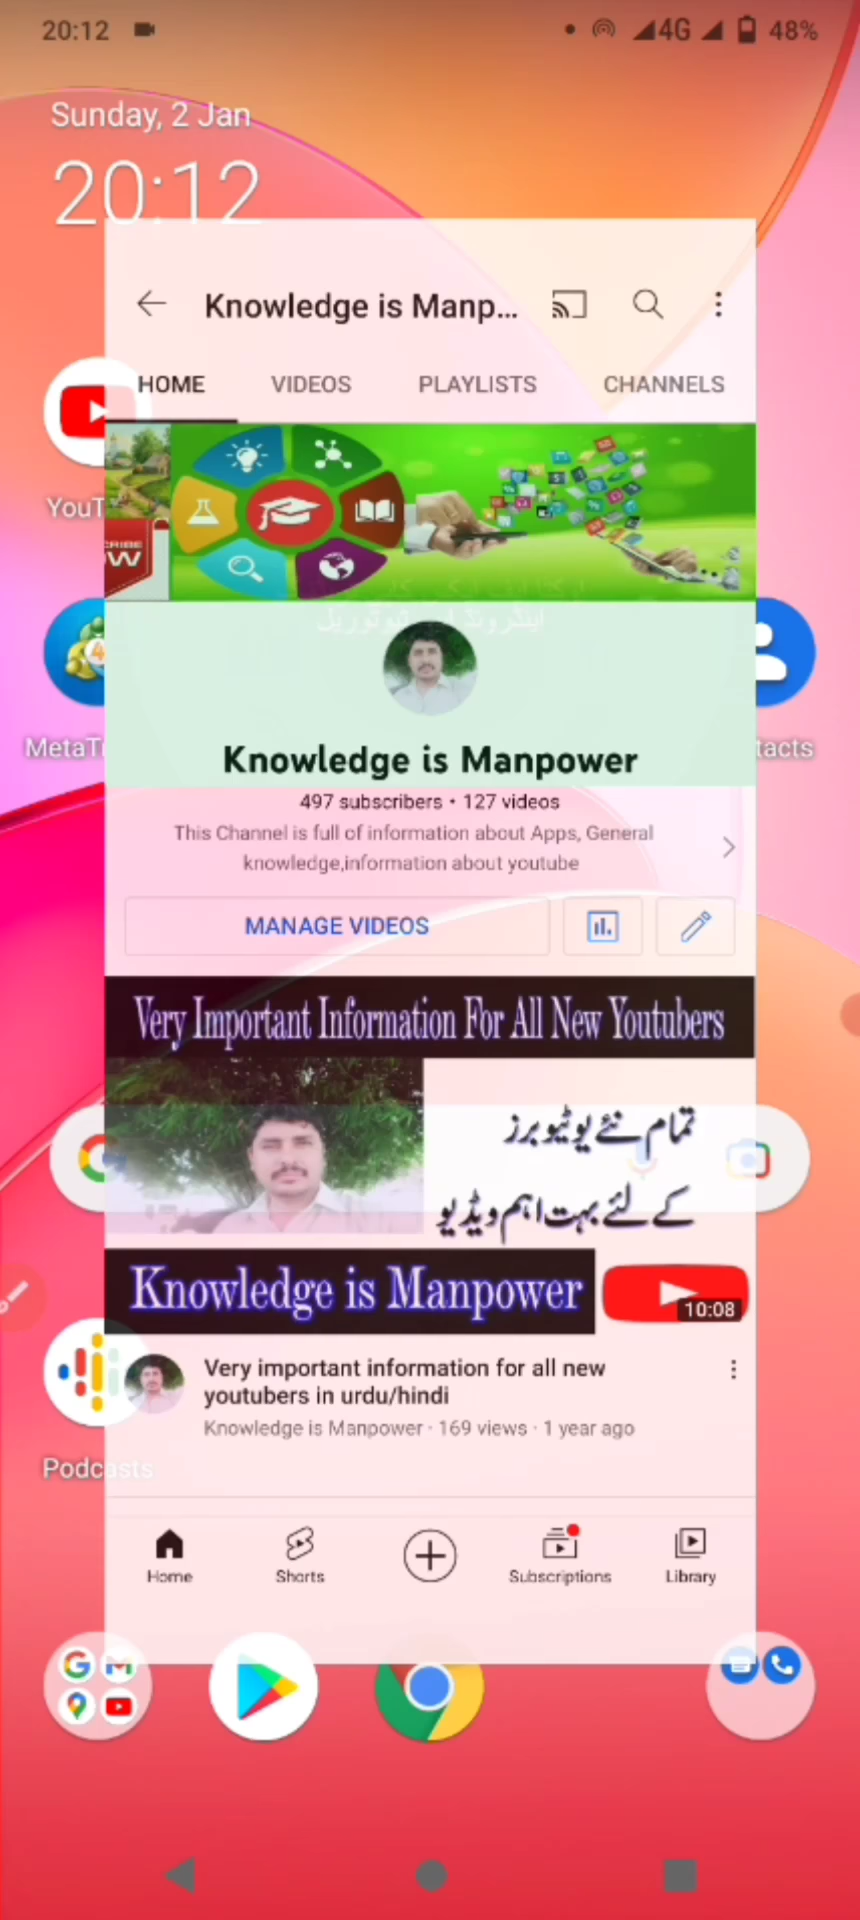 20:12
4G
48%
Sunday, 2 Jan
20:12
Knowledge is Manp...
HOME
VIDEOS
PLAYLISTS
CHANNELS
YouT
اینٹروئڈ اپپ ٹیوٹوریل
MetaT
tacts
Knowledge is Manpower
497 subscribers • 127 videos
This Channel is full of information about Apps, General
knowledge,information about youtube
MANAGE VIDEOS
Very Important Information For All New Youtubers
تمام نئے یوٹیوبرز
کے لئے بہت اہم ویڈیو
Knowledge is Manpower
10:08
Very important information for all new
youtubers in urdu/hindi
Knowledge is Manpower · 169 views · 1 year ago
Podcasts
Home
Shorts
Subscriptions
Library